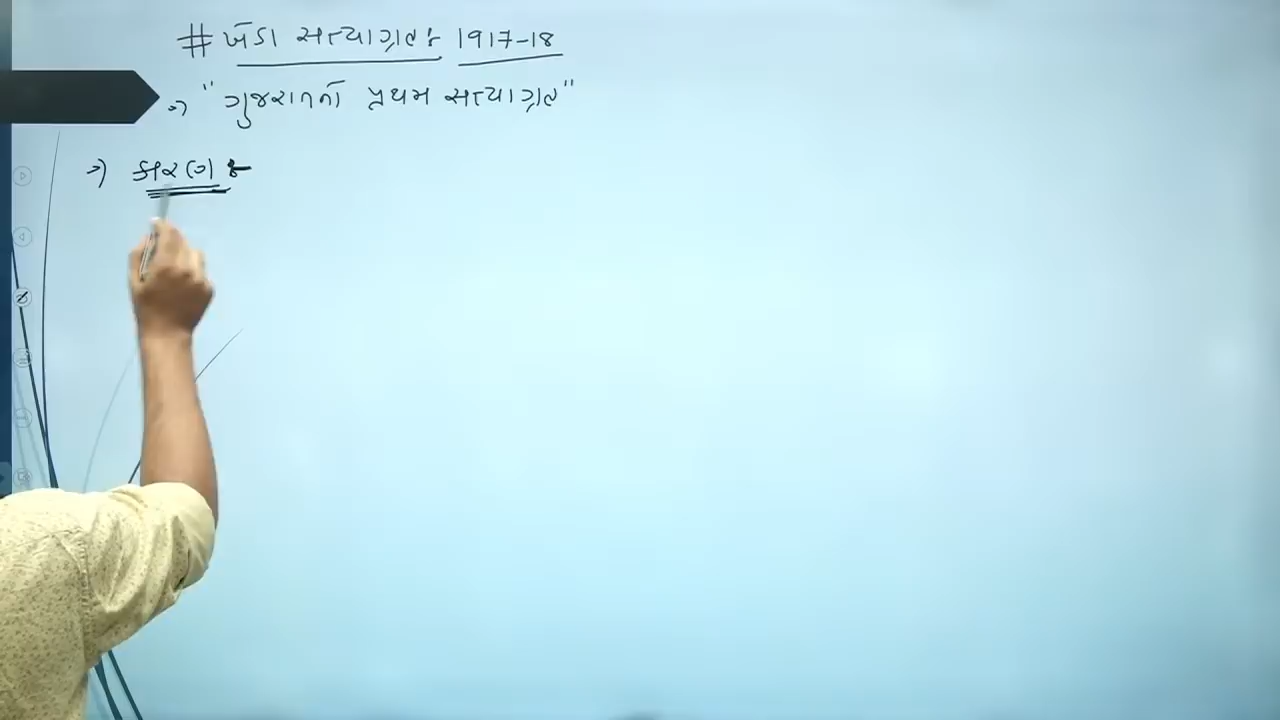 # ખેડા સત્યાગ્રહ: 1917-18
→ "ગુજરાતનો પ્રથમ સત્યાગ્રહ"
→ કારણ :-